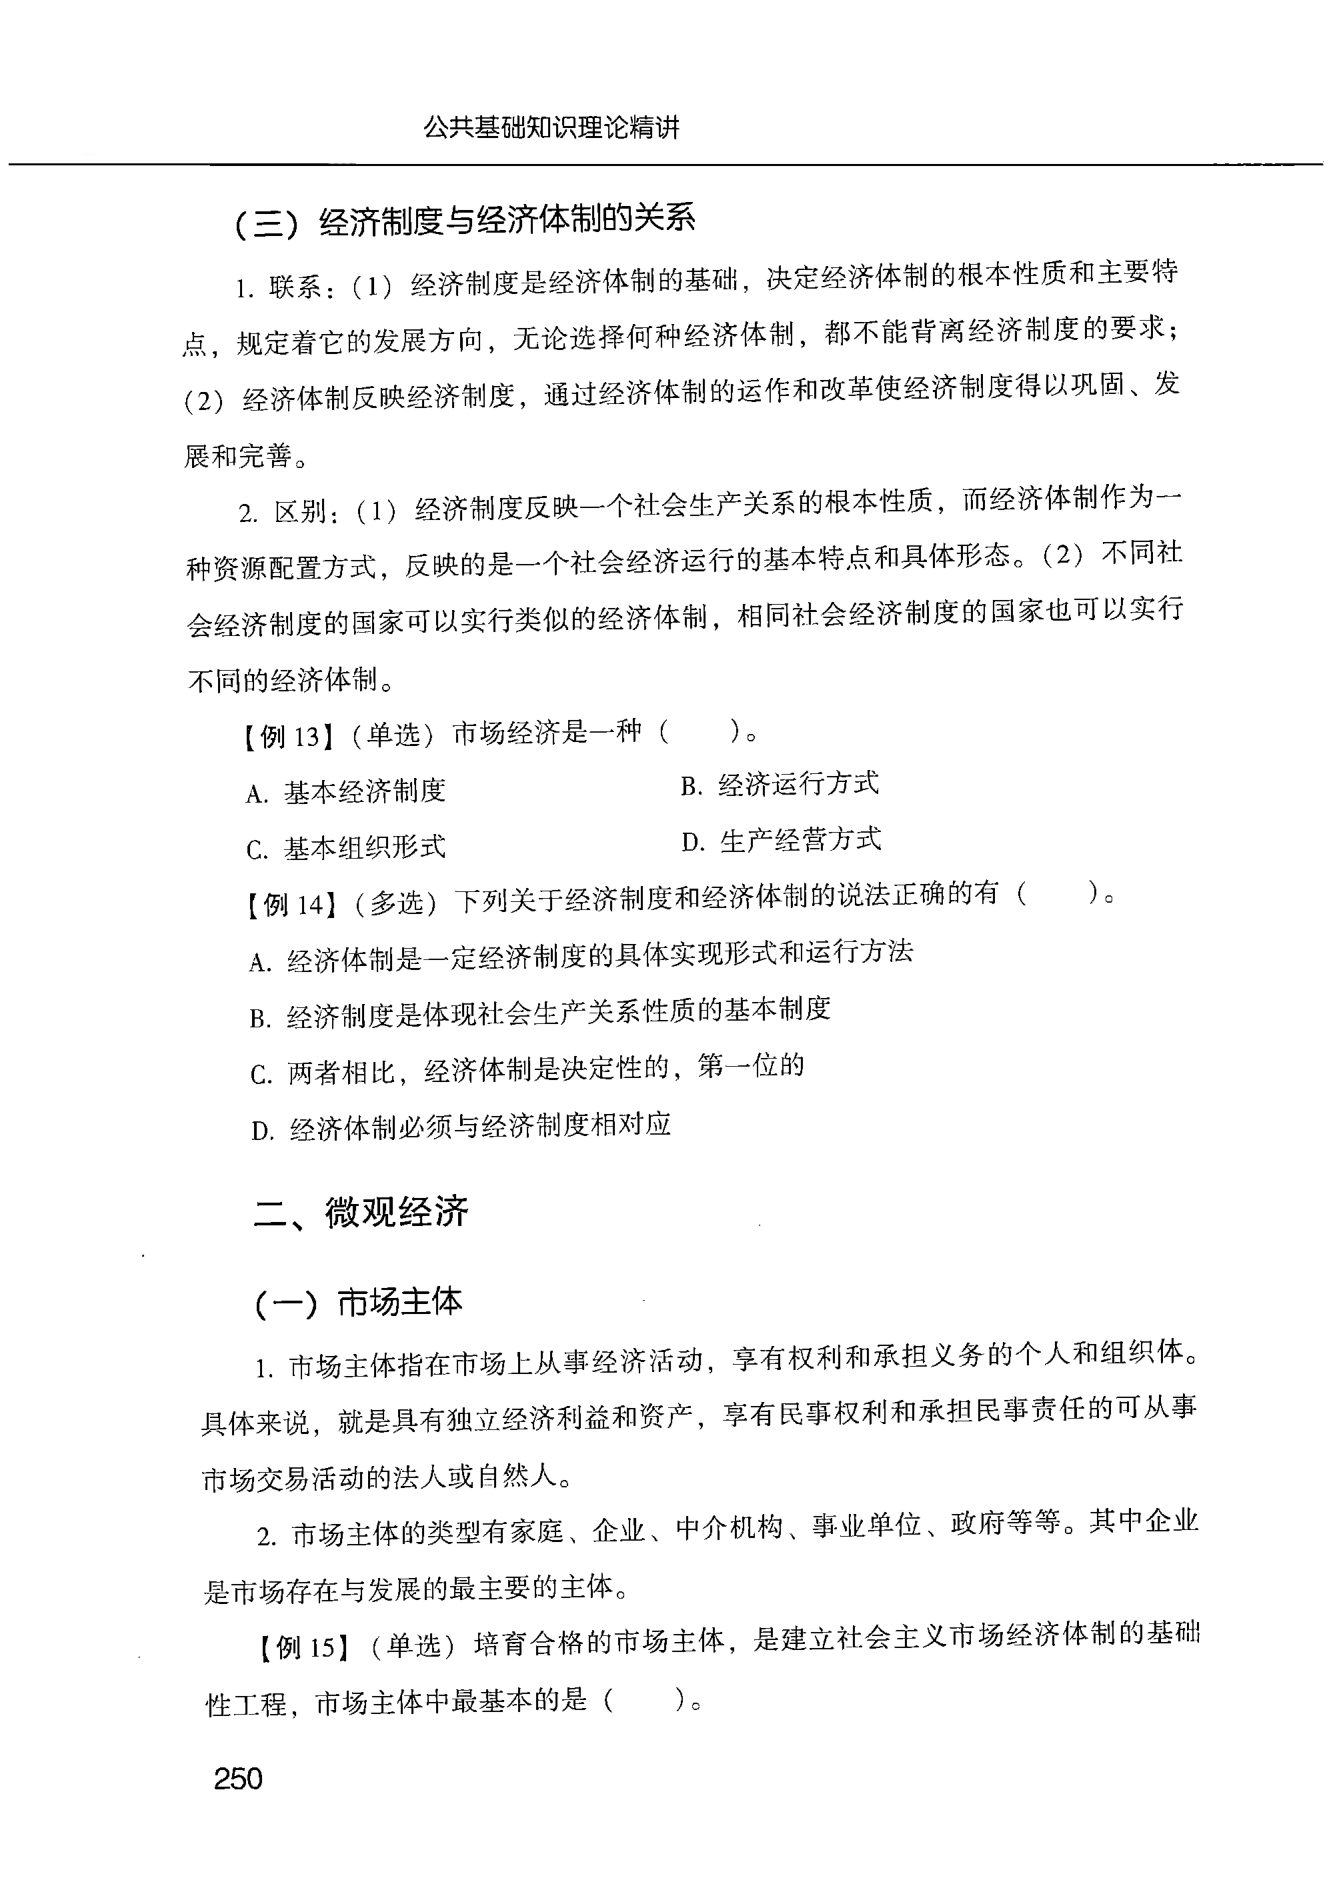 公共基础知识理论精讲
（三）经济制度与经济体制的关系
1. 联系：（1）经济制度是经济体制的基础，决定经济体制的根本性质和主要特
点，规定着它的发展方向，无论选择何种经济体制，都不能背离经济制度的要求；
（2）经济体制反映经济制度，通过经济体制的运作和改革使经济制度得以巩固、发
展和完善。
2. 区别：（1）经济制度反映一个社会生产关系的根本性质，而经济体制作为一
种资源配置方式，反映的是一个社会经济运行的基本特点和具体形态。（2）不同社
会经济制度的国家可以实行类似的经济体制，相同社会经济制度的国家也可以实行
不同的经济体制。
【例 13】（单选）市场经济是一种（　　）。
A. 基本经济制度　　B. 经济运行方式
C. 基本组织形式　　D. 生产经营方式
【例 14】（多选）下列关于经济制度和经济体制的说法正确的有（　　）。
A. 经济体制是一定经济制度的具体实现形式和运行方法
B. 经济制度是体现社会生产关系性质的基本制度
C. 两者相比，经济体制是决定性的，第一位的
D. 经济体制必须与经济制度相对应
二、微观经济
（一）市场主体
1. 市场主体指在市场上从事经济活动，享有权利和承担义务的个人和组织体。
具体来说，就是具有独立经济利益和资产，享有民事权利和承担民事责任的可从事
市场交易活动的法人或自然人。
2. 市场主体的类型有家庭、企业、中介机构、事业单位、政府等等。其中企业
是市场存在与发展的最主要的主体。
【例 15】（单选）培育合格的市场主体，是建立社会主义市场经济体制的基础
性工程，市场主体中最基本的是（　　）。
250